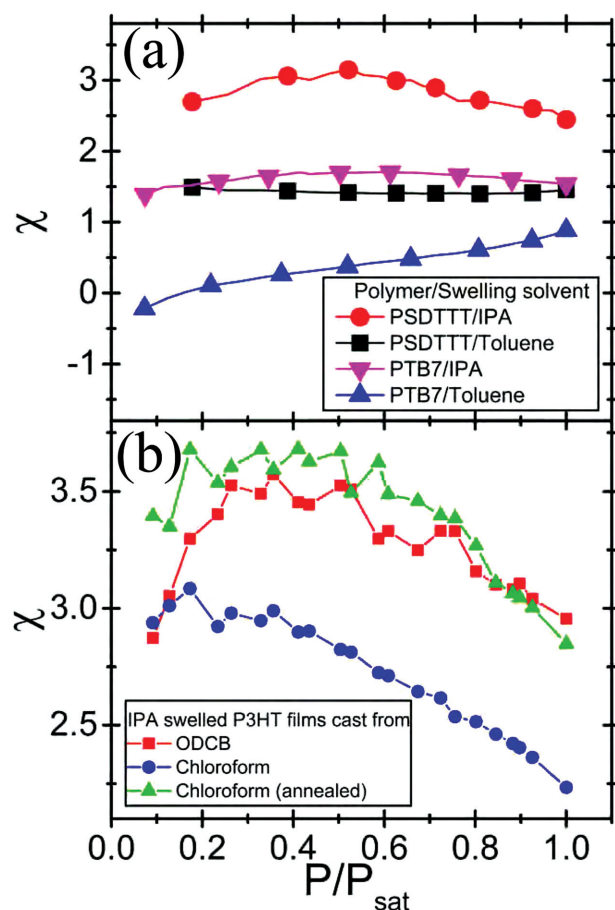 (a)
3
2
1
0
-1
χ
Polymer/Swelling solvent
PSDTTT/IPA
PSDTTT/Toluene
PTB7/IPA
PTB7/Toluene
(b)
3.5
3.0
2.5
χ
IPA swelled P3HT films cast from
ODCB
Chloroform
Chloroform (annealed)
0.0 0.2 0.4 0.6 0.8 1.0
P/P_sat